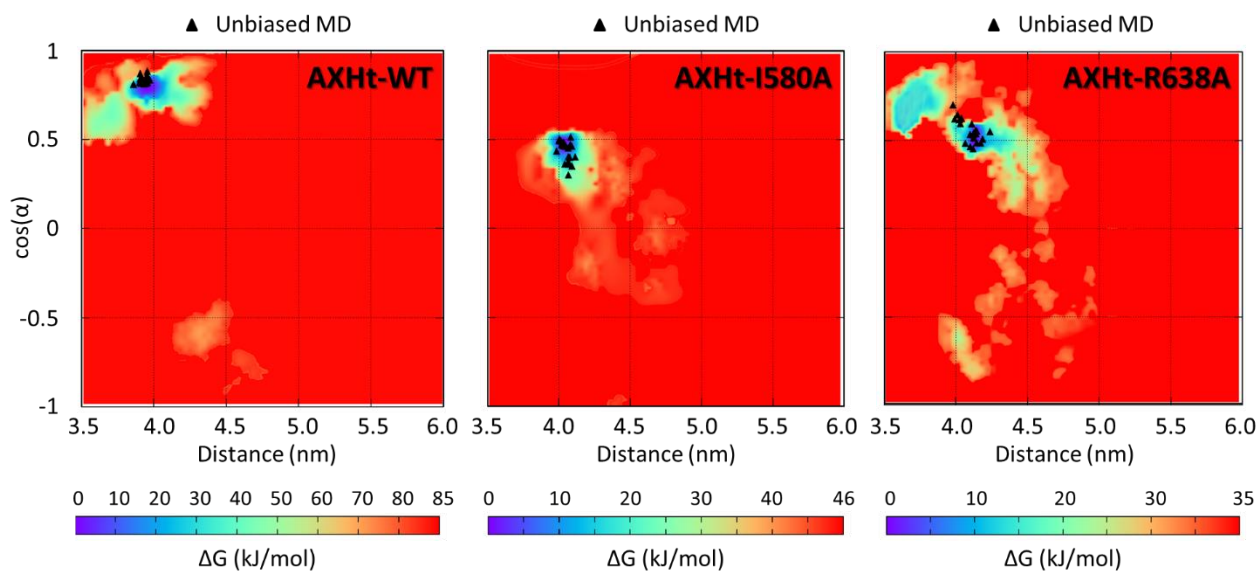 ▲ Unbiased MD ▲ Unbiased MD ▲ Unbiased MD
AXHt-WT AXHt-I580A AXHt-R638A
1
0.5
0
-0.5
-1
cos(α)
3.5 4.0 4.5 5.0 5.5 6.0 3.5 4.0 4.5 5.0 5.5 6.0 3.5 4.0 4.5 5.0 5.5 6.0
Distance (nm) Distance (nm) Distance (nm)
0 10 20 30 40 50 60 70 85 0 10 20 30 40 46 0 10 20 30 35
ΔG (kJ/mol) ΔG (kJ/mol) ΔG (kJ/mol)